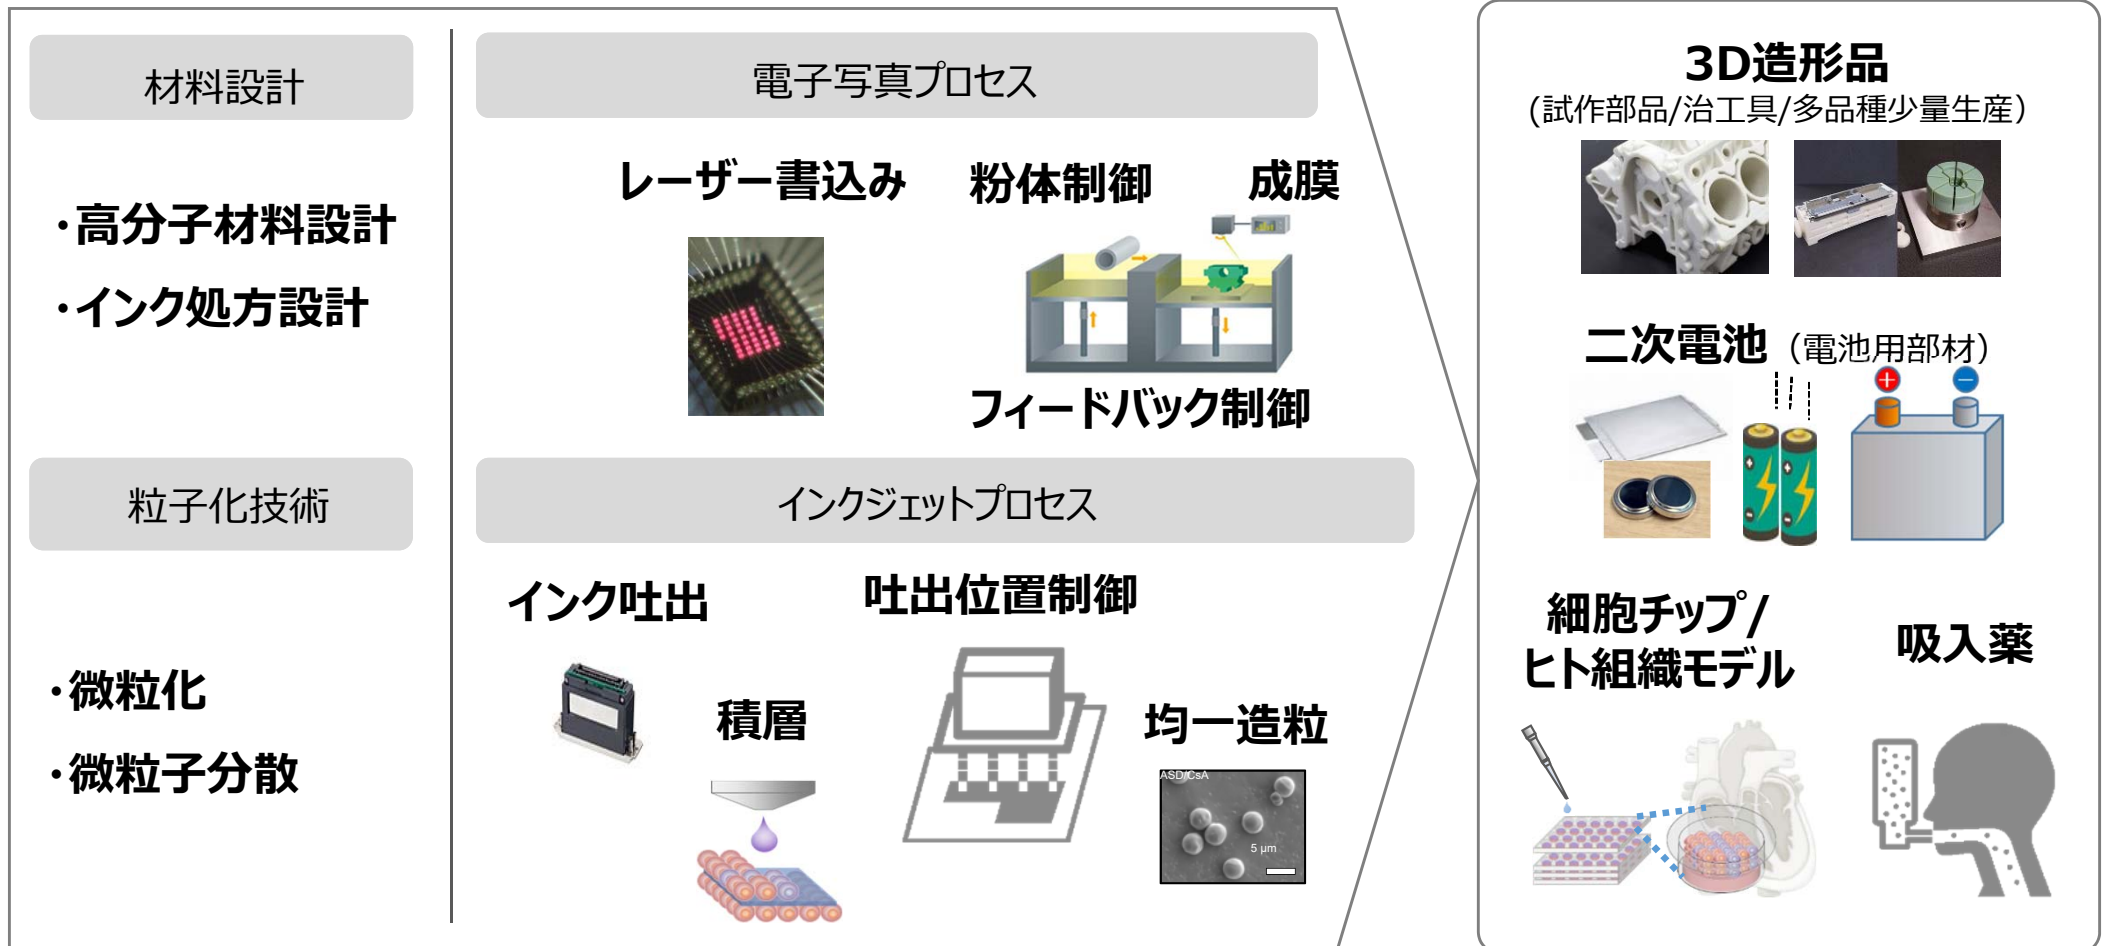 材料設計
・高分子材料設計
・インク処方設計
粒子化技術
・微粒化
・微粒子分散
電子写真プロセス
レーザー書込み
粉体制御
成膜
フィードバック制御
インクジェットプロセス
インク吐出
吐出位置制御
積層
均一造粒
ASD/CsA
5 μm
3D造形品
(試作部品/治工具/多品種少量生産)
二次電池 (電池用部材)
細胞チップ/
ヒト組織モデル
吸入薬